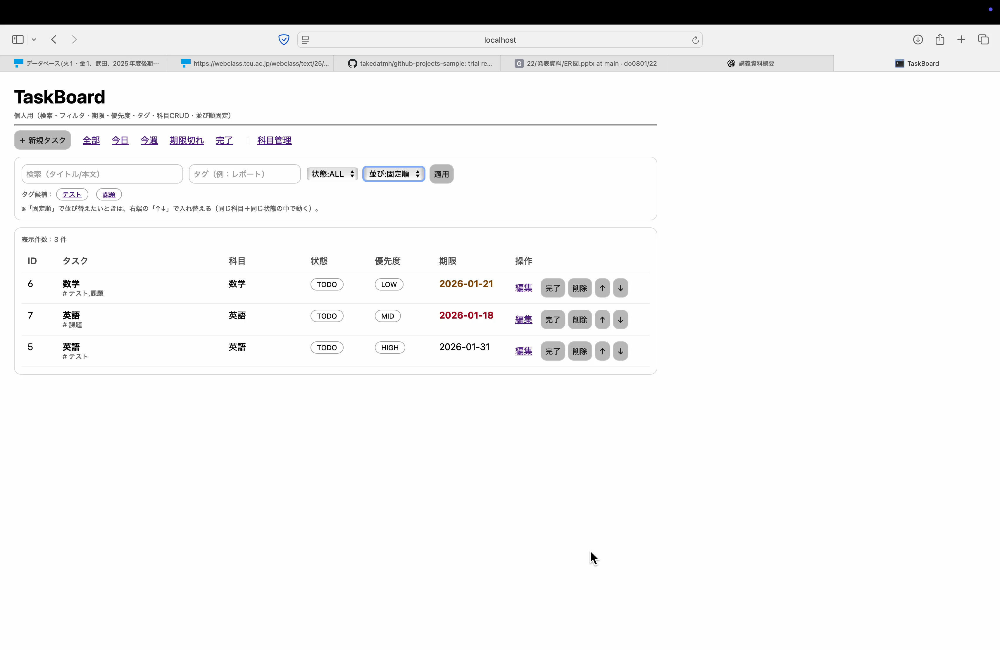 localhost
データベース(火1・金1、武田、2025年度後期…
https://webclass.tcu.ac.jp/webclass/text/25/...
takedatmh/github-projects-sample: trial re...
G 22/発表資料/ER図.pptx at main · do0801/22
講義資料概要
TaskBoard
TaskBoard
個人用（検索・フィルタ・期限・優先度・タグ・科目CRUD・並び順固定）
＋ 新規タスク 全部 今日 今週 期限切れ 完了 | 科目管理
検索（タイトル/本文） タグ（例：レポート） 状態:ALL 並び:固定順 適用
タグ候補： テスト 課題
※「固定順」で並び替えたいときは、右端の「↑↓」で入れ替える（同じ科目＋同じ状態の中で動く）。
表示件数：3 件
ID タスク 科目 状態 優先度 期限 操作
6 数学 数学 TODO LOW 2026-01-21 編集 完了 削除 ↑ ↓
# テスト,課題
7 英語 英語 TODO MID 2026-01-18 編集 完了 削除 ↑ ↓
# 課題
5 英語 英語 TODO HIGH 2026-01-31 編集 完了 削除 ↑ ↓
# テスト